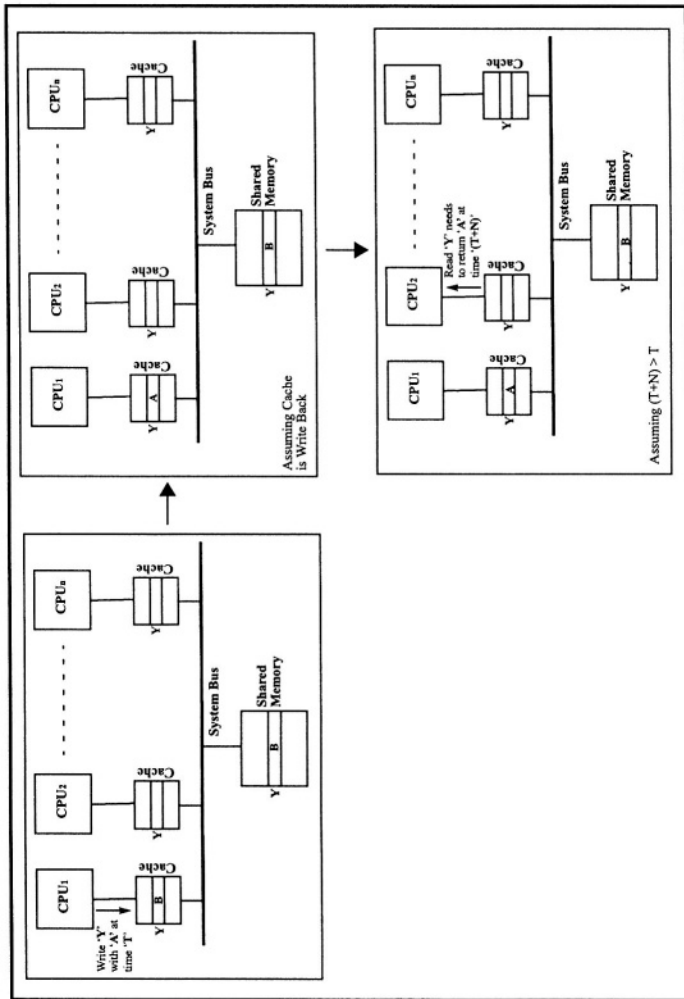 CPU1
CPU2
CPUn
Write 'Y'
with 'A' at
time 'T'
Cache
Y
B
Cache
Y
Cache
Y
System Bus
Shared
Memory
Y
B
CPU1
CPU2
CPUn
Cache
Y
A
Cache
Y
Cache
Y
System Bus
Shared
Memory
Y
B
Assuming Cache
is Write Back
CPU1
CPU2
CPUn
Read 'Y' needs
to return 'A' at
time '(T+N)'
Cache
Y
A
Cache
Y
Cache
Y
System Bus
Shared
Memory
Y
B
Assuming (T+N) > T